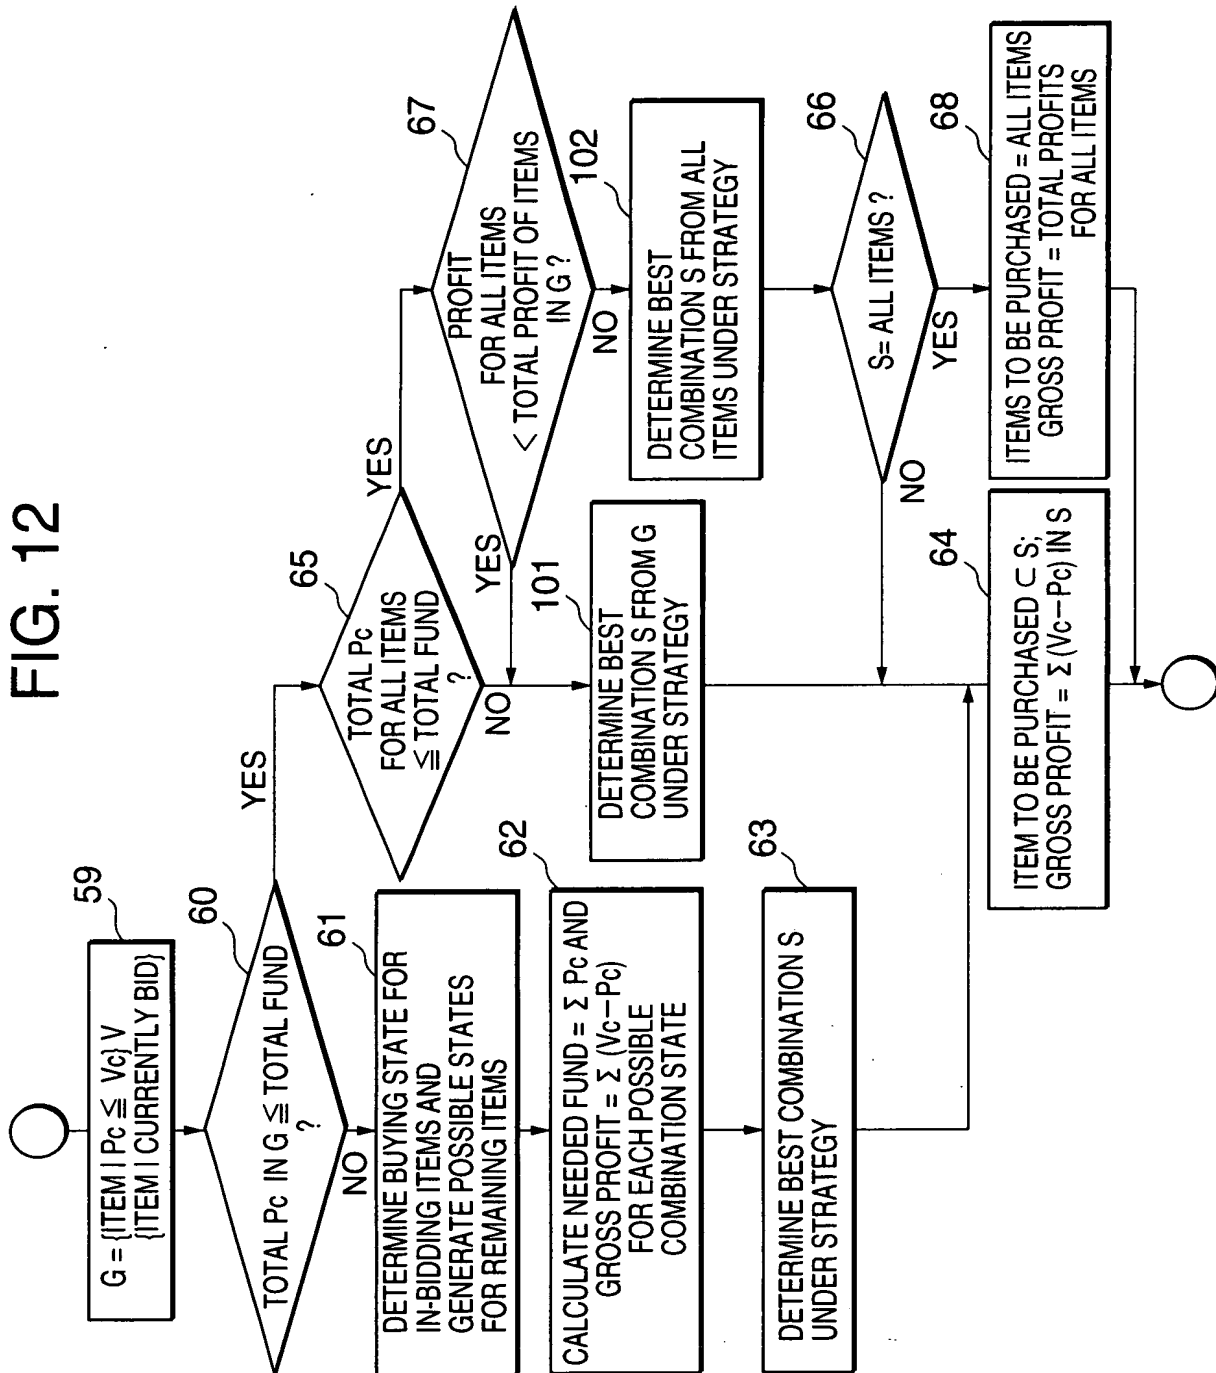 FIG. 12
59
G = {ITEM | Pc ≦ Vc} V
{ITEM | CURRENTLY BID}
60
TOTAL Pc IN G ≦ TOTAL FUND
?
YES
NO
61
DETERMINE BUYING STATE FOR
IN-BIDDING ITEMS AND
GENERATE POSSIBLE STATES
FOR REMAINING ITEMS
62
CALCULATE NEEDED FUND = Σ Pc AND
GROSS PROFIT = Σ (Vc−Pc)
FOR EACH POSSIBLE
COMBINATION STATE
63
DETERMINE BEST COMBINATION S
UNDER STRATEGY
65
TOTAL Pc
FOR ALL ITEMS
≦ TOTAL FUND
?
YES
NO
101
DETERMINE BEST
COMBINATION S FROM G
UNDER STRATEGY
67
PROFIT
FOR ALL ITEMS
< TOTAL PROFIT OF ITEMS
IN G ?
YES
NO
102
DETERMINE BEST
COMBINATION S FROM ALL
ITEMS UNDER STRATEGY
66
S= ALL ITEMS ?
NO
YES
64
ITEM TO BE PURCHASED ⊂ S;
GROSS PROFIT = Σ (Vc−Pc) IN S
68
ITEMS TO BE PURCHASED = ALL ITEMS
GROSS PROFIT = TOTAL PROFITS
FOR ALL ITEMS